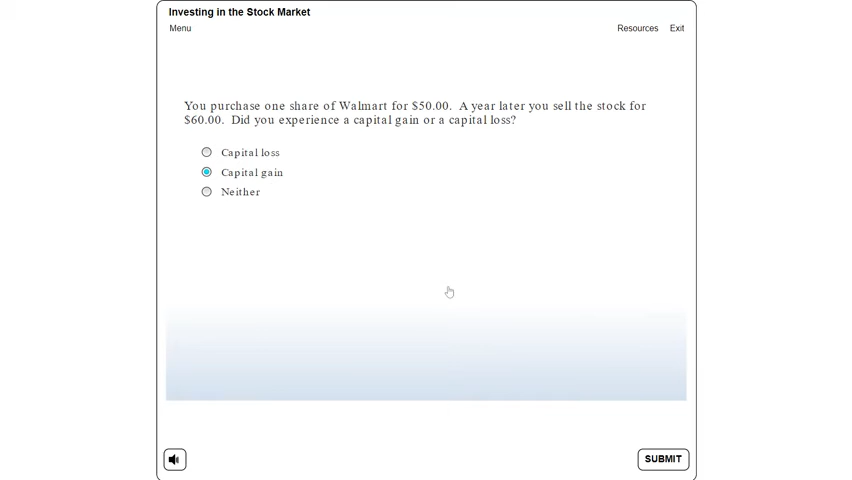 Investing in the Stock Market
Menu
Resources
Exit
You purchase one share of Walmart for $50.00. A year later you sell the stock for
$60.00. Did you experience a capital gain or a capital loss?
Capital loss
Capital gain
Neither
SUBMIT